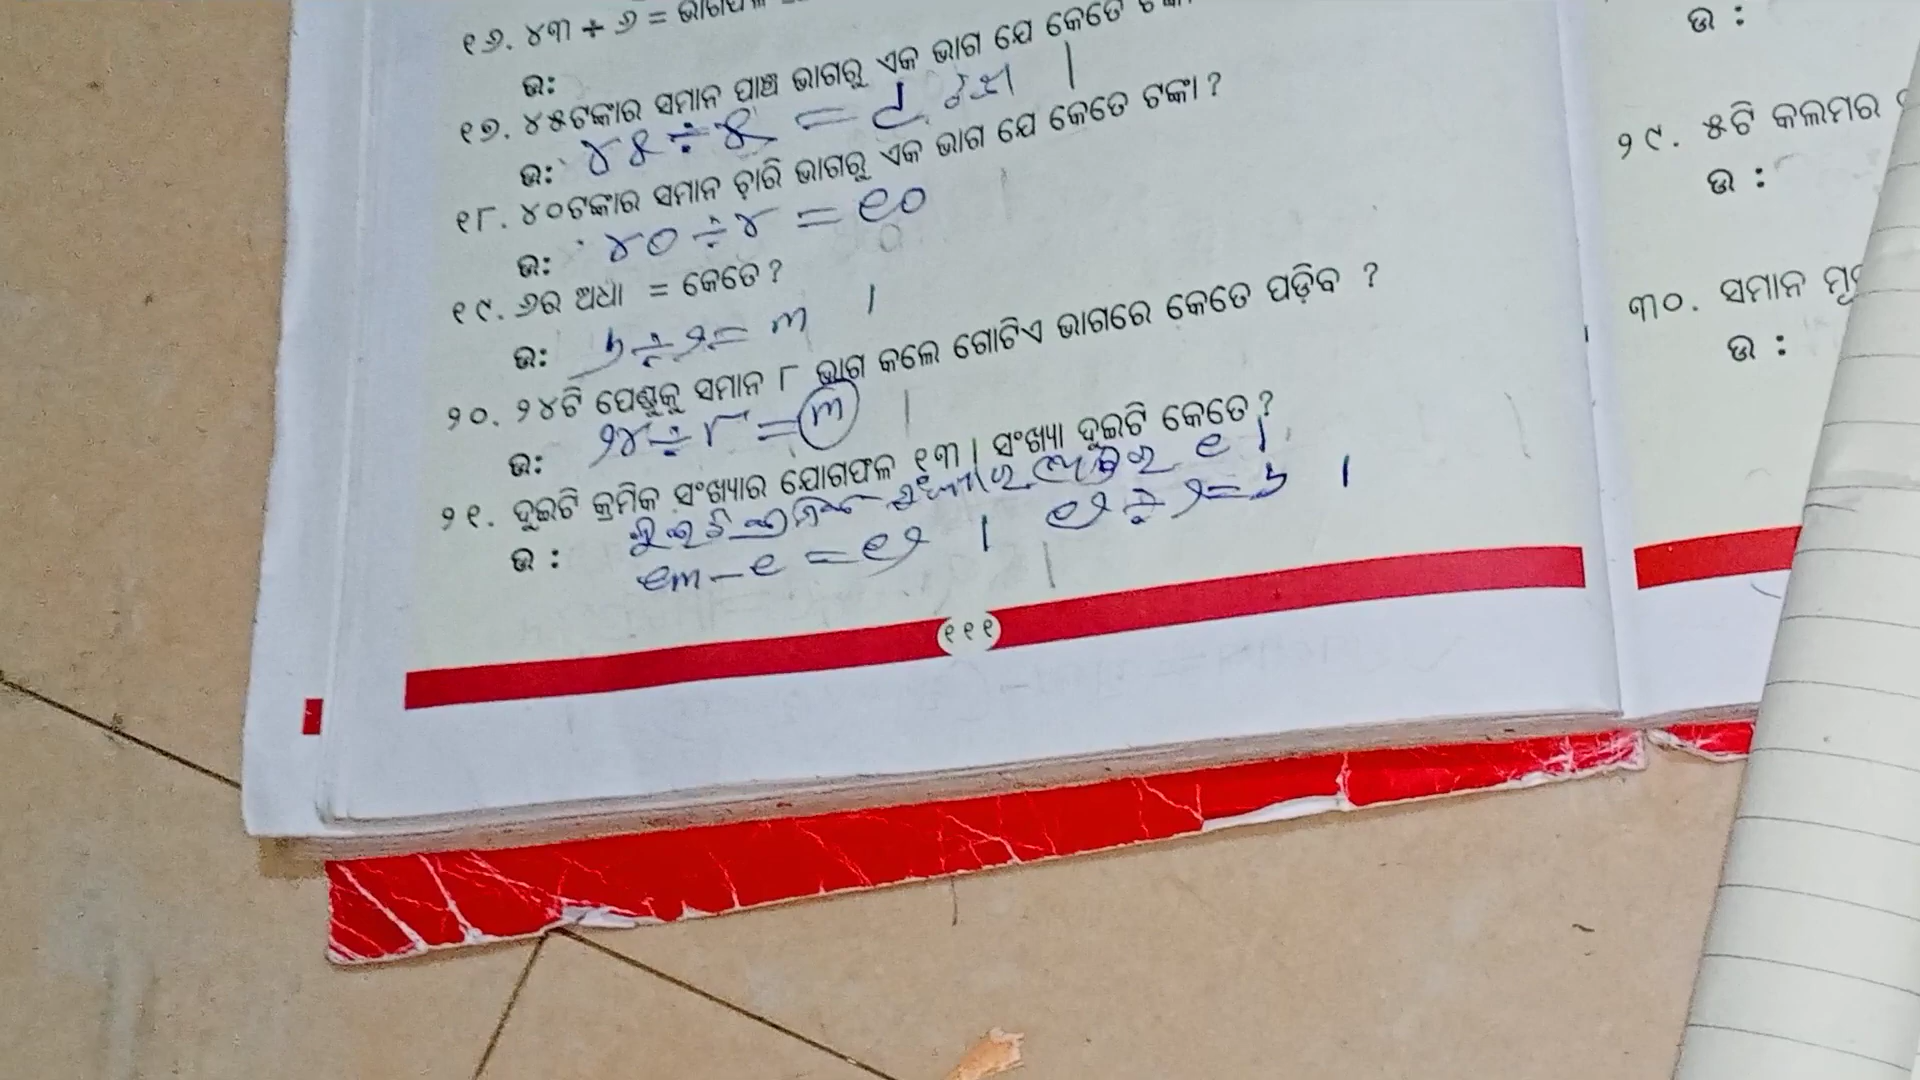 ୧୬. ୪୩ ÷ ୬ = ଭାଗଫଳ
ଉ:
୧୭. ୪୫ଟଙ୍କାର ସମାନ ପାଞ୍ଚ ଭାଗରୁ ଏକ ଭାଗ ଯେ କେତେ
ଉ: ୪୫ ÷ ୫ = ୯ ଟଙ୍କା ।
୧୮. ୪୦ଟଙ୍କାର ସମାନ ଚାରି ଭାଗରୁ ଏକ ଭାଗ ଯେ କେତେ ଟଙ୍କା ?
ଉ: ୪୦ ÷ ୪ = ୧୦
୧୯. ୬ର ଅଧା = କେତେ ?
ଉ: ୬ ÷ ୨ = ୩ ।
୨୦. ୨୪ଟି ପେଣ୍ଡୁକୁ ସମାନ ୮ ଭାଗ କଲେ ଗୋଟିଏ ଭାଗରେ କେତେ ପଡ଼ିବ ?
ଉ: ୨୪ ÷ ୮ = ୩ ।
୨୧. ଦୁଇଟି କ୍ରମିକ ସଂଖ୍ୟାର ଯୋଗଫଳ ୧୩ । ସଂଖ୍ୟା ଦୁଇଟି କେତେ ?
ଉ : ଦୁଇଟି କ୍ରମିକ ସଂଖ୍ୟାର ୧ ।
୧୩ – ୧ = ୧୨ । ୧୨ ÷ ୨ = ୬ ।
୧୧୧
ଉ :
୨୯. ୫ଟି କଲମର
ଉ :
୩୦. ସମାନ
ଉ :